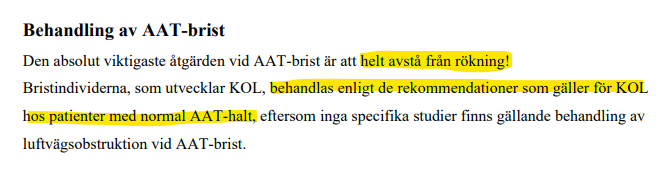 Behandling av AAT-brist
Den absolut viktigaste åtgärden vid AAT-brist är att helt avstå från rökning!
Bristindividerna, som utvecklar KOL, behandlas enligt de rekommendationer som gäller för KOL
hos patienter med normal AAT-halt, eftersom inga specifika studier finns gällande behandling av
luftvägsobstruktion vid AAT-brist.